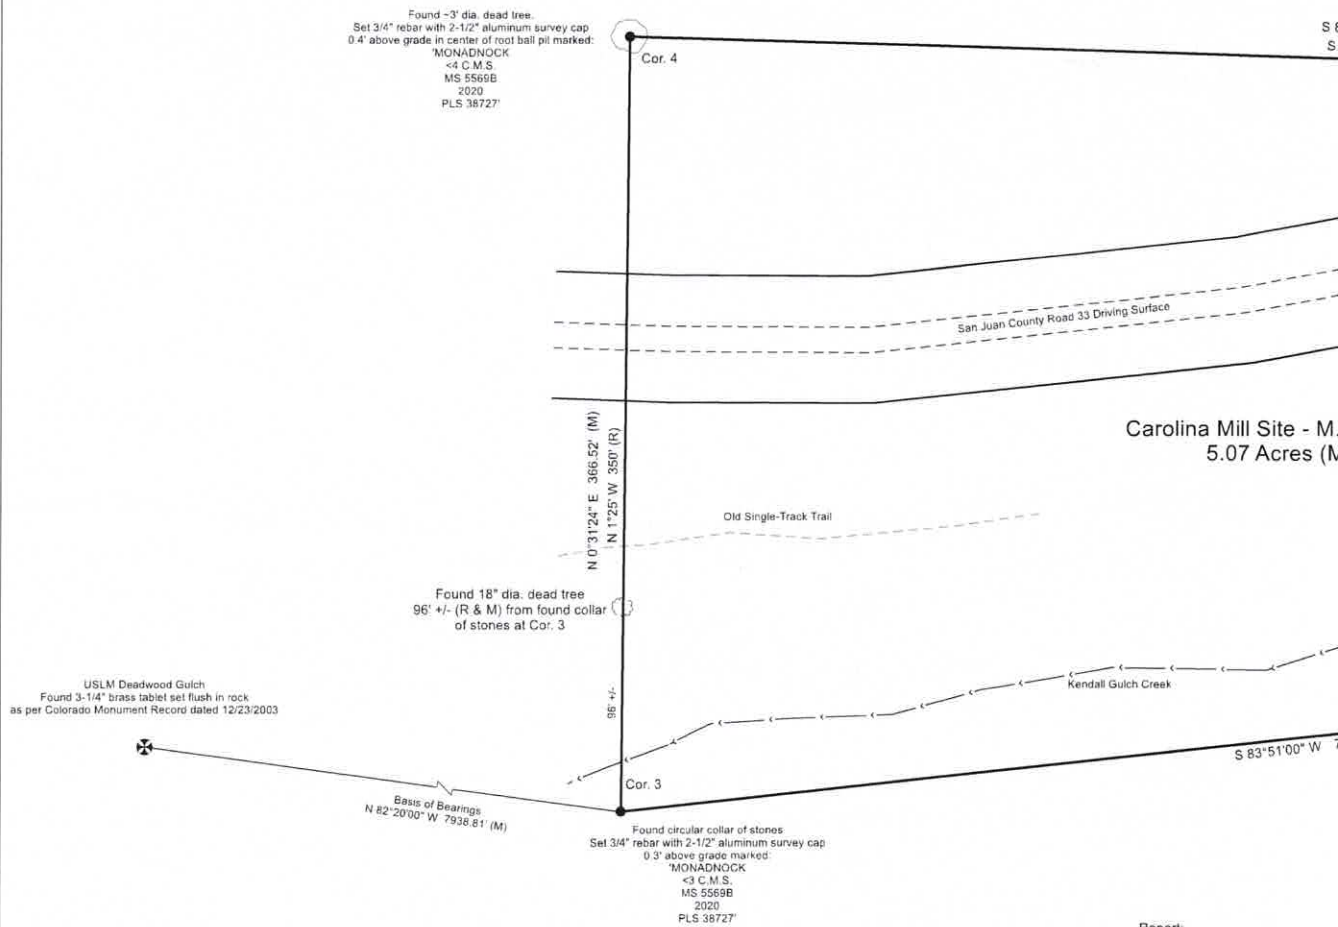 Found ~3' dia. dead tree.
Set 3/4" rebar with 2-1/2" aluminum survey cap
0.4' above grade in center of root ball pit marked:
'MONADNOCK
<4 C.M.S.
MS 5569B
2020
PLS 38727'
Cor. 4
S
San Juan County Road 33 Driving Surface
Carolina Mill Site - M.
5.07 Acres (M
N 0°31'24" E 366.52' (M)
N 1°25' W 350' (R)
Old Single-Track Trail
Found 18" dia. dead tree
96' +/- (R & M) from found collar
of stones at Cor. 3
96' +/-
Kendall Gulch Creek
USLM Deadwood Gulch
Found 3-1/4" brass tablet set flush in rock
as per Colorado Monument Record dated 12/23/2003
Basis of Bearings
N 82°20'00" W 7938.81' (M)
Cor. 3
S 83°51'00" W
Found circular collar of stones
Set 3/4" rebar with 2-1/2" aluminum survey cap
0.3' above grade marked:
'MONADNOCK
<3 C.M.S.
MS 5569B
2020
PLS 38727'